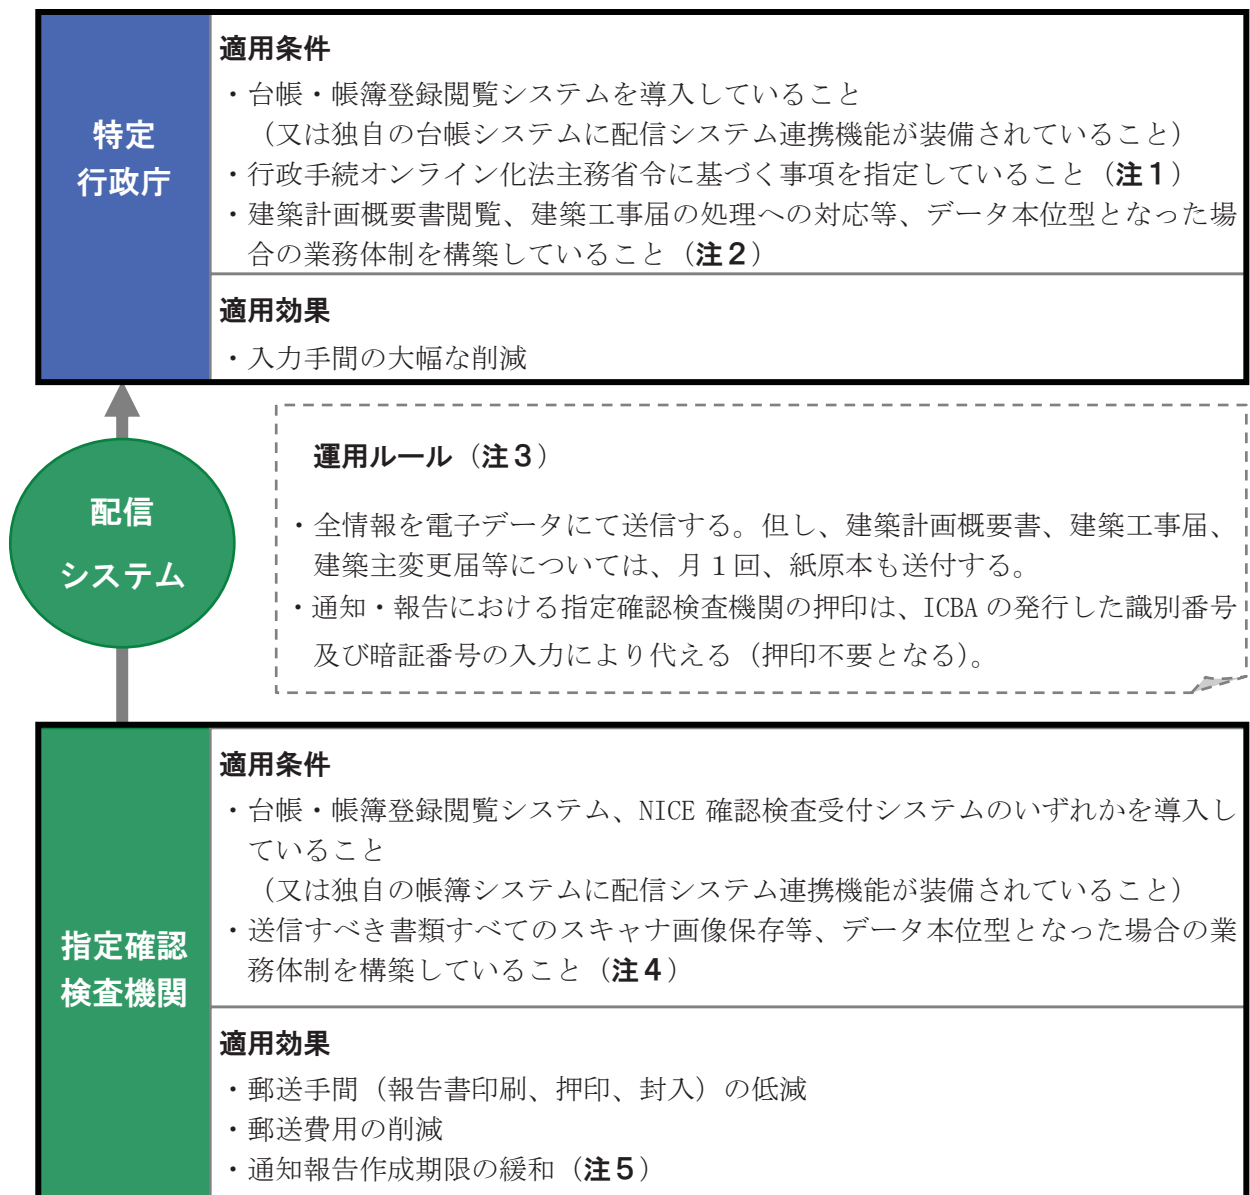 特定
行政庁
適用条件
・台帳・帳簿登録閲覧システムを導入していること
（又は独自の台帳システムに配信システム連携機能が装備されていること）
・行政手続オンライン化法主務省令に基づく事項を指定していること（注１）
・建築計画概要書閲覧、建築工事届の処理への対応等、データ本位型となった場
合の業務体制を構築していること（注２）
適用効果
・入力手間の大幅な削減
配信
システム
運用ルール（注３）
・全情報を電子データにて送信する。但し、建築計画概要書、建築工事届、
建築主変更届等については、月１回、紙原本も送付する。
・通知・報告における指定確認検査機関の押印は、ICBA の発行した識別番号
及び暗証番号の入力により代える（押印不要となる）。
指定確認
検査機関
適用条件
・台帳・帳簿登録閲覧システム、NICE 確認検査受付システムのいずれかを導入し
ていること
（又は独自の帳簿システムに配信システム連携機能が装備されていること）
・送信すべき書類すべてのスキャナ画像保存等、データ本位型となった場合の業
務体制を構築していること（注４）
適用効果
・郵送手間（報告書印刷、押印、封入）の低減
・郵送費用の削減
・通知報告作成期限の緩和（注５）